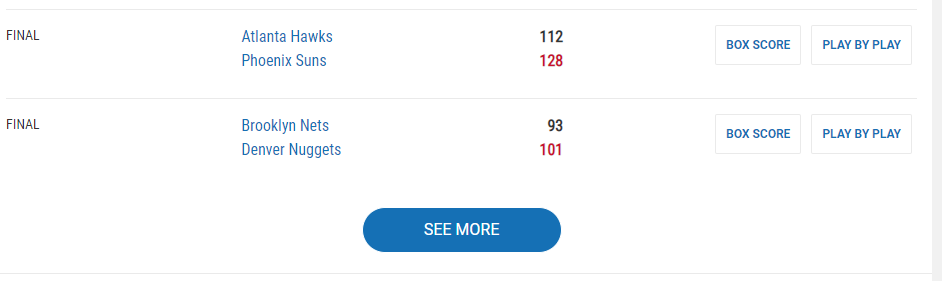 FINAL
Atlanta Hawks 112
Phoenix Suns 128
BOX SCORE PLAY BY PLAY
FINAL
Brooklyn Nets 93
Denver Nuggets 101
BOX SCORE PLAY BY PLAY
SEE MORE